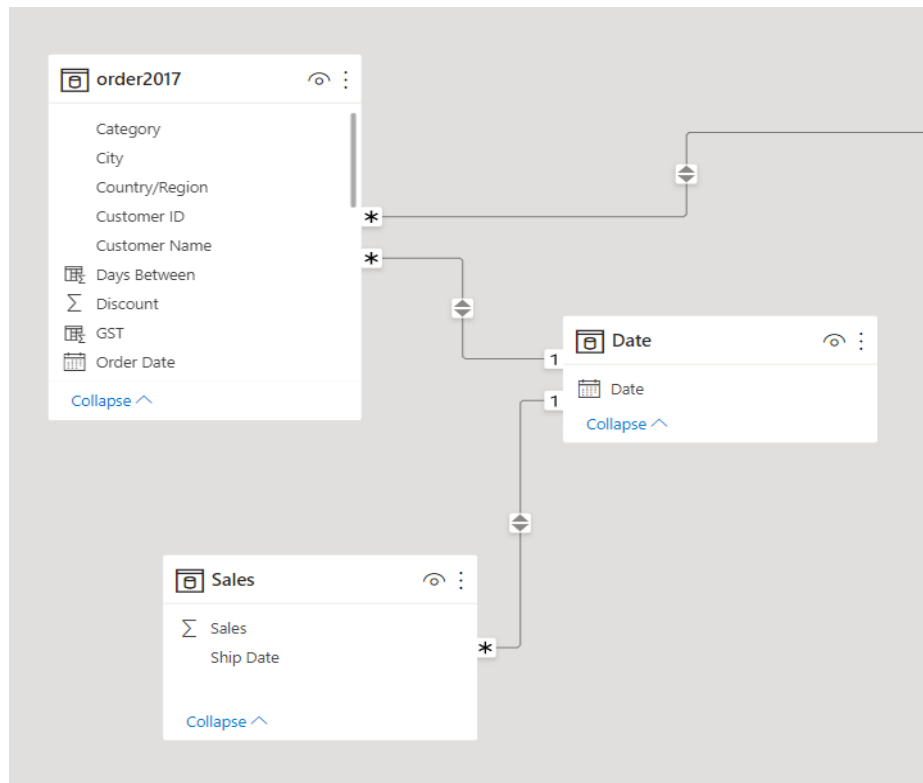 order2017
Category
City
Country/Region
Customer ID
Customer Name
Days Between
Discount
GST
Order Date
Collapse
*
*
1
Date
Date
1
Collapse
Sales
Sales
Ship Date
*
Collapse